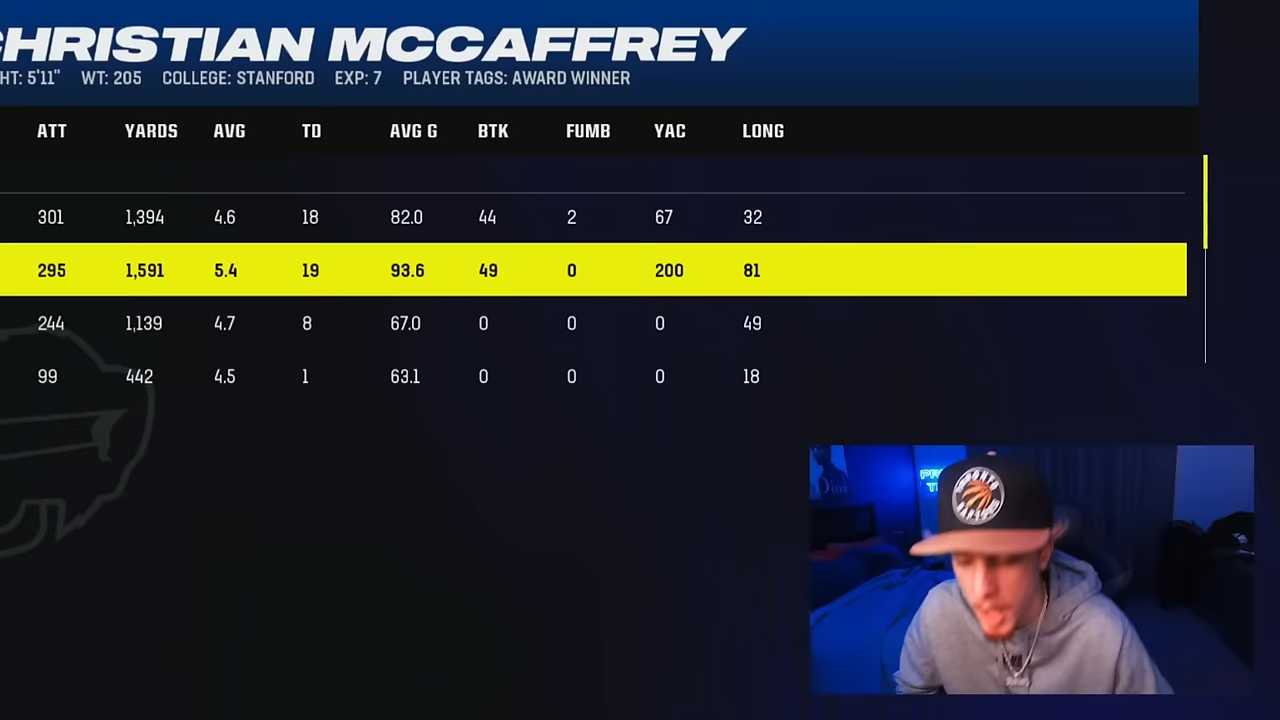 CHRISTIAN MCCAFFREY
HT: 5'11" WT: 205 COLLEGE: STANFORD EXP: 7 PLAYER TAGS: AWARD WINNER
ATT YARDS AVG TD AVG G BTK FUMB YAC LONG
301 1,394 4.6 18 82.0 44 2 67 32
295 1,591 5.4 19 93.6 49 0 200 81
244 1,139 4.7 8 67.0 0 0 0 49
99 442 4.5 1 63.1 0 0 0 18
Dior